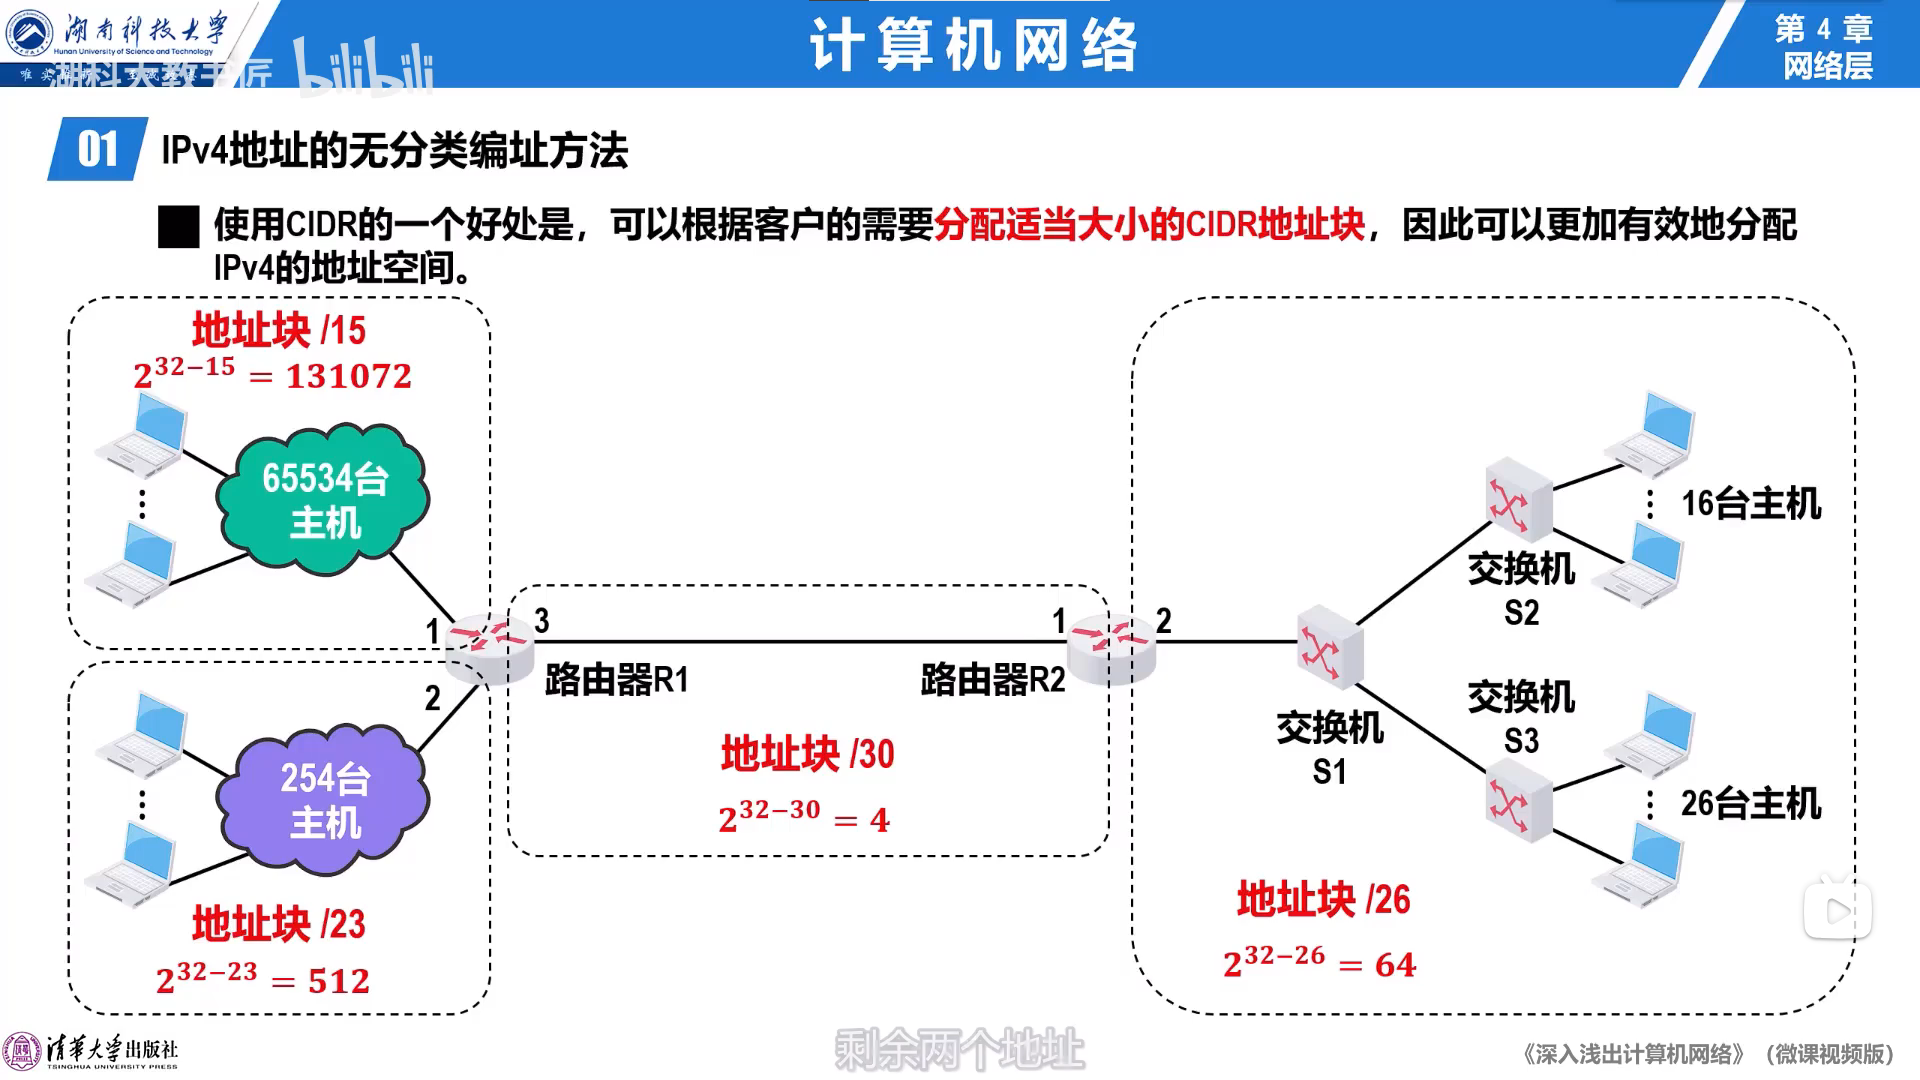 湖南科技大学
Hunan University of Science and Technology
湖科大教书匠 bilibili
计算机网络
第 4 章
网络层
01 IPv4地址的无分类编址方法
使用CIDR的一个好处是，可以根据客户的需要分配适当大小的CIDR地址块，因此可以更加有效地分配
IPv4的地址空间。
地址块 /15
2^{32−15} = 131072
65534台
主机
1
2
254台
主机
地址块 /23
2^{32−23} = 512
3
路由器R1
1
路由器R2
2
地址块 /30
2^{32−30} = 4
交换机
S1
交换机
S2
16台主机
交换机
S3
26台主机
地址块 /26
2^{32−26} = 64
清华大学出版社
TSINGHUA UNIVERSITY PRESS
剩余两个地址
《深入浅出计算机网络》（微课视频版）